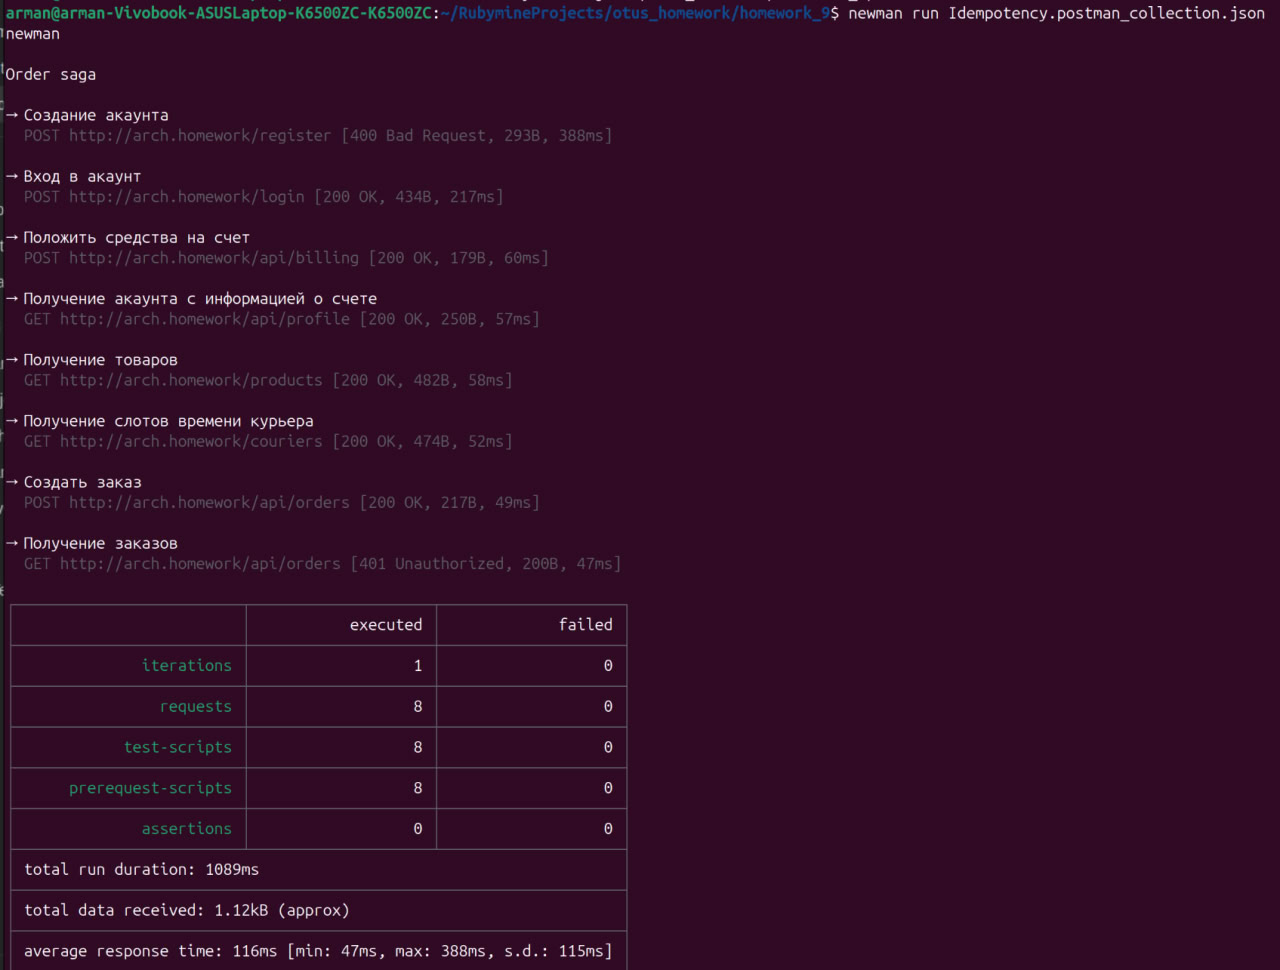 arman@arman-Vivobook-ASUSLaptop-K6500ZC-K6500ZC:~/RubymineProjects/otus_homework/homework_9$ newman run Idempotency.postman_collection.json
newman
Order saga
→ Создание акаунта
POST http://arch.homework/register [400 Bad Request, 293B, 388ms]
→ Вход в акаунт
POST http://arch.homework/login [200 OK, 434B, 217ms]
→ Положить средства на счет
POST http://arch.homework/api/billing [200 OK, 179B, 60ms]
→ Получение акаунта с информацией о счете
GET http://arch.homework/api/profile [200 OK, 250B, 57ms]
→ Получение товаров
GET http://arch.homework/products [200 OK, 482B, 58ms]
→ Получение слотов времени курьера
GET http://arch.homework/couriers [200 OK, 474B, 52ms]
→ Создать заказ
POST http://arch.homework/api/orders [200 OK, 217B, 49ms]
→ Получение заказов
GET http://arch.homework/api/orders [401 Unauthorized, 200B, 47ms]
executed failed
iterations 1 0
requests 8 0
test-scripts 8 0
prerequest-scripts 8 0
assertions 0 0
total run duration: 1089ms
total data received: 1.12kB (approx)
average response time: 116ms [min: 47ms, max: 388ms, s.d.: 115ms]